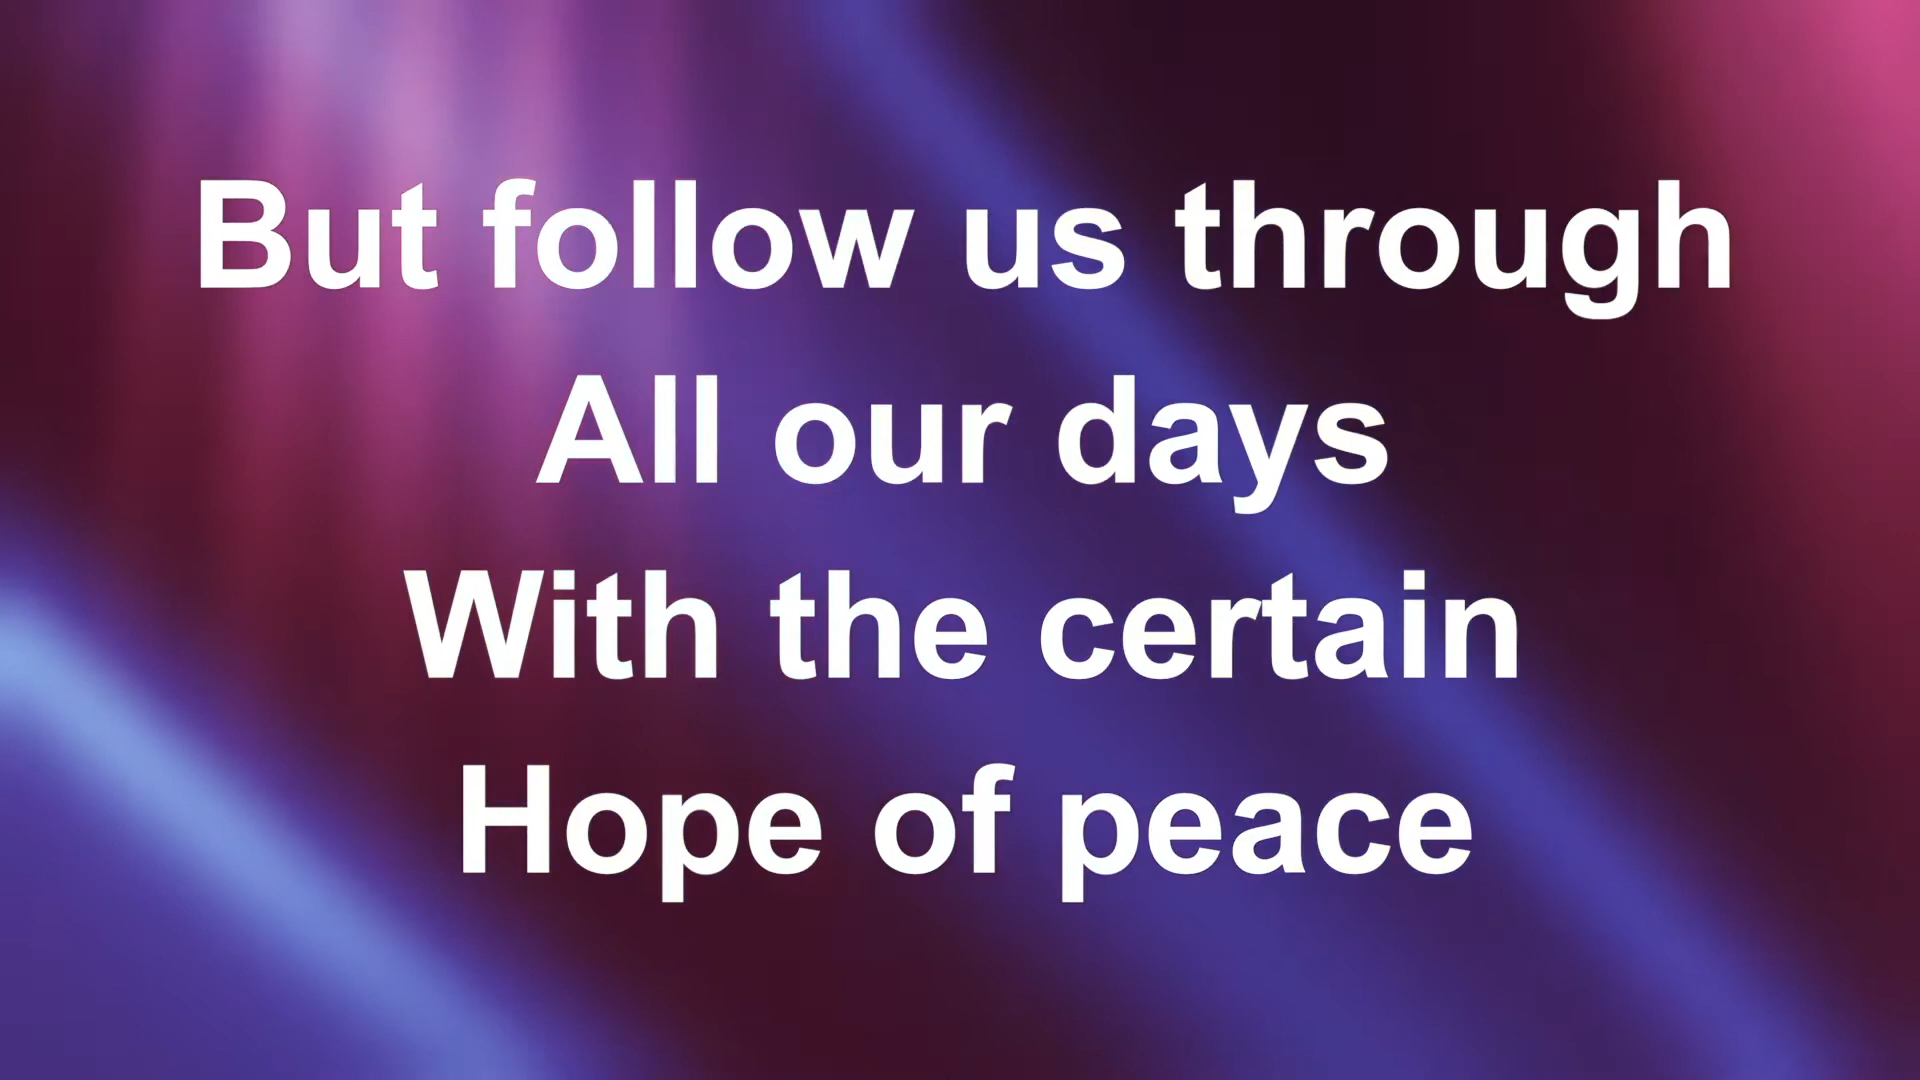 But follow us through
All our days
With the certain
Hope of peace